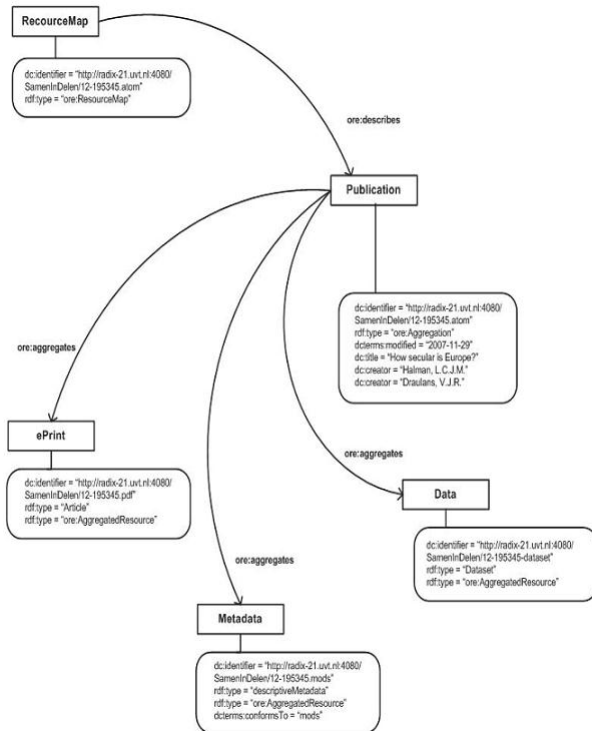 RecourceMap
dc:identifier = "http://radix-21.uvt.nl:4080/
SamenInDelen/12-195345.atom"
rdf:type = "ore:ResourceMap"
ore:describes
Publication
dc:identifier = "http://radix-21.uvt.nl:4080/
SamenInDelen/12-195345.atom"
rdf:type = "ore:Aggregation"
dcterms:modified = "2007-11-29"
dc:title = "How secular is Europe?"
dc:creator = "Halman, L.C.J.M."
dc:creator = "Draulans, V.J.R."
ore:aggregates
ePrint
dc:identifier = "http://radix-21.uvt.nl:4080/
SamenInDelen/12-195345.pdf"
rdf:type = "Article"
rdf:type = "ore:AggregatedResource"
ore:aggregates
Data
dc:identifier = "http://radix-21.uvt.nl:4080/
SamenInDelen/12-195345-dataset"
rdf:type = "Dataset"
rdf:type = "ore:AggregatedResource"
ore:aggregates
Metadata
dc:identifier = "http://radix-21.uvt.nl:4080/
SamenInDelen/12-195345.mods"
rdf:type = "descriptiveMetadata"
rdf:type = "ore:AggregatedResource"
dcterms:conformsTo = "mods"